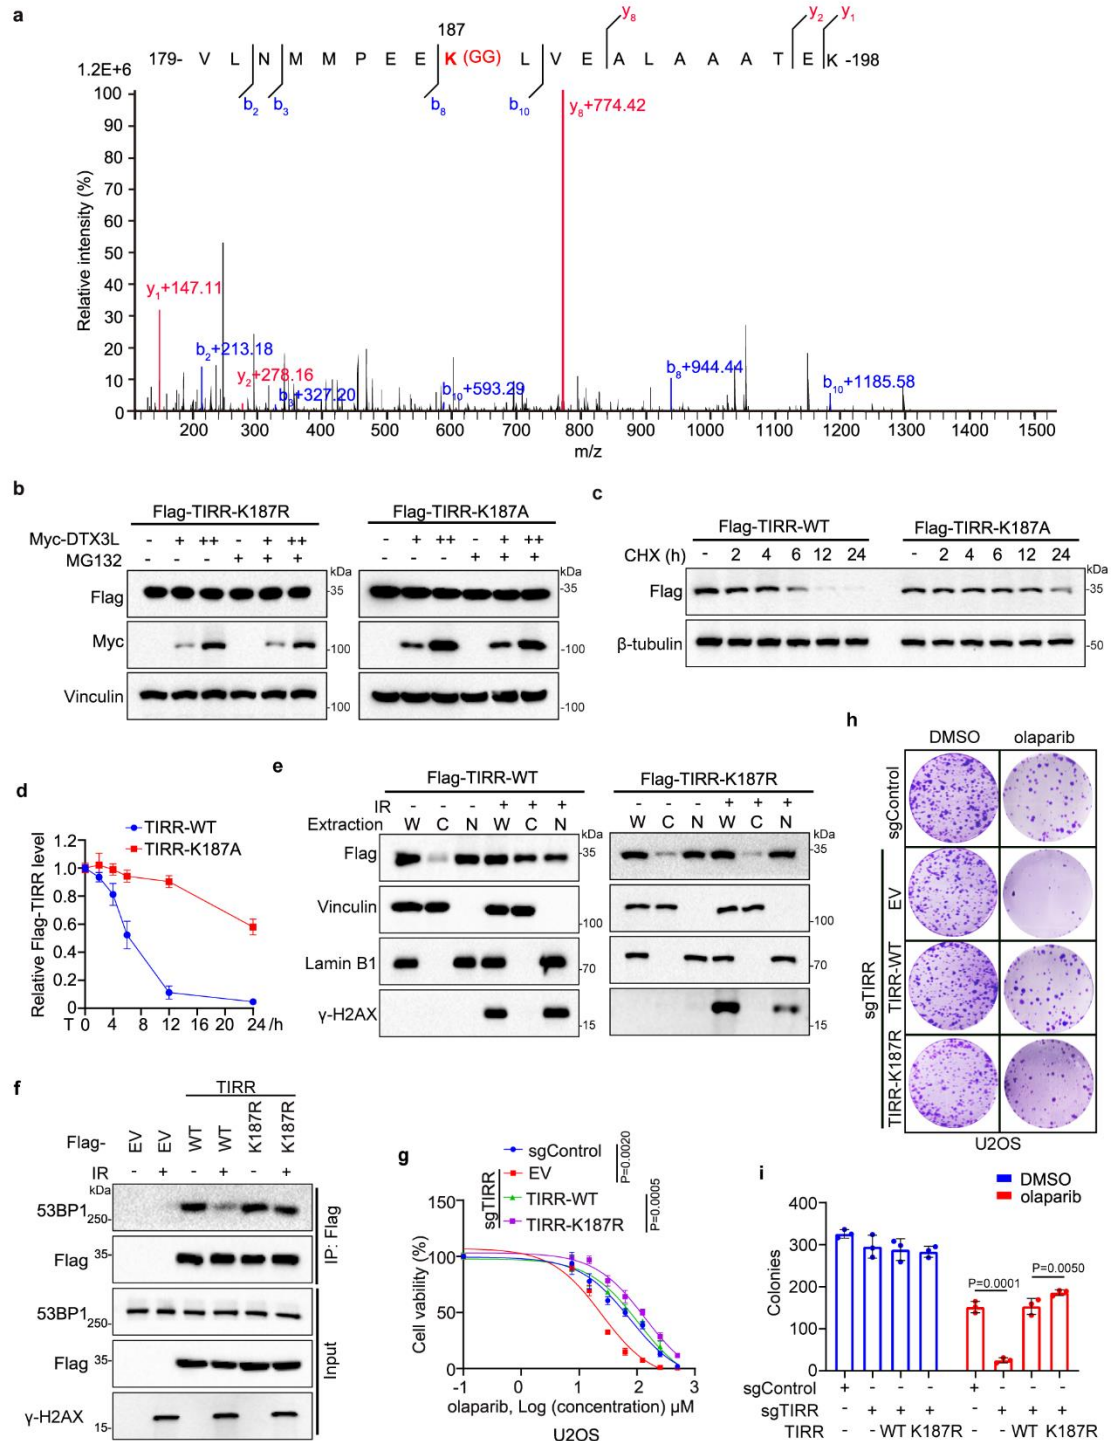 a
187
y8 y2 y1
179- V L N M M P E E K (GG) L V E A L A A A T E K -198
b2 b3 b8 b10
1.2E+6
100
90
80
70
60
50
40
30
20
10
0
Relative intensity (%)
y8+774.42
y1+147.11
b2+213.18
y2+278.16
b3+327.20
b10+593.29
b8+944.44
b10+1185.58
200 300 400 500 600 700 800 900 1000 1100 1200 1300 1400 1500
m/z
b
Flag-TIRR-K187R Flag-TIRR-K187A
Myc-DTX3L - + ++ - + ++ - + ++ - + ++
MG132 - - - + + + - - - + + +
kDa kDa
Flag -35 -35
Myc -100 -100
Vinculin -100 -100
c
Flag-TIRR-WT Flag-TIRR-K187A
CHX (h) - 2 4 6 12 24 - 2 4 6 12 24
kDa
Flag -35
β-tubulin -50
d
TIRR-WT
TIRR-K187A
Relative Flag-TIRR level
1.2
1.0
0.8
0.6
0.4
0.2
0
T 0 4 8 12 16 20 24 /h
e
Flag-TIRR-WT Flag-TIRR-K187R
IR - - - + + + - - - + + +
Extraction W C N W C N W C N W C N
kDa kDa
Flag 35 35
Vinculin 100 100
Lamin B1 -70 -70
γ-H2AX -15 15
f
TIRR
Flag- EV EV WT WT K187R K187R
IR - + - + - +
kDa
53BP1 250-
Flag 35-
IP: Flag
53BP1 250-
Flag 35-
γ-H2AX 15-
Input
g
sgControl
EV
TIRR-WT
TIRR-K187R
sgTIRR
P=0.0020
P=0.0005
Cell viability (%)
150
100
50
0
-1 0 1 2 3
olaparib, Log (concentration) μM
U2OS
h
DMSO olaparib
sgControl
EV
TIRR-WT
TIRR-K187R
sgTIRR
U2OS
i
DMSO
olaparib
Colonies
400
300
200
100
0
P=0.0001
P=0.0050
sgControl + - - - + - - -
sgTIRR - + + + - + + +
TIRR - - WT K187R - - WT K187R